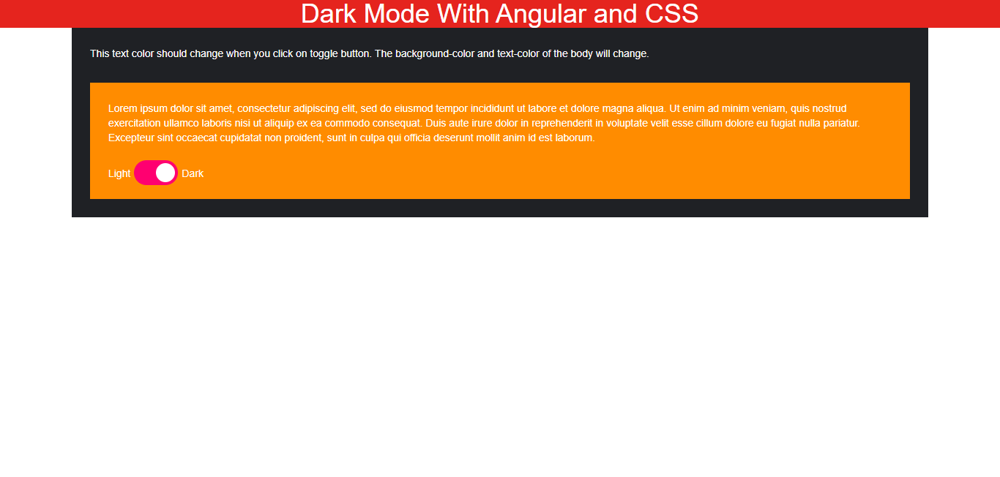 Dark Mode With Angular and CSS
This text color should change when you click on toggle button. The background-color and text-color of the body will change.
Lorem ipsum dolor sit amet, consectetur adipiscing elit, sed do eiusmod tempor incididunt ut labore et dolore magna aliqua. Ut enim ad minim veniam, quis nostrud
exercitation ullamco laboris nisi ut aliquip ex ea commodo consequat. Duis aute irure dolor in reprehenderit in voluptate velit esse cillum dolore eu fugiat nulla pariatur.
Excepteur sint occaecat cupidatat non proident, sunt in culpa qui officia deserunt mollit anim id est laborum.
Light Dark